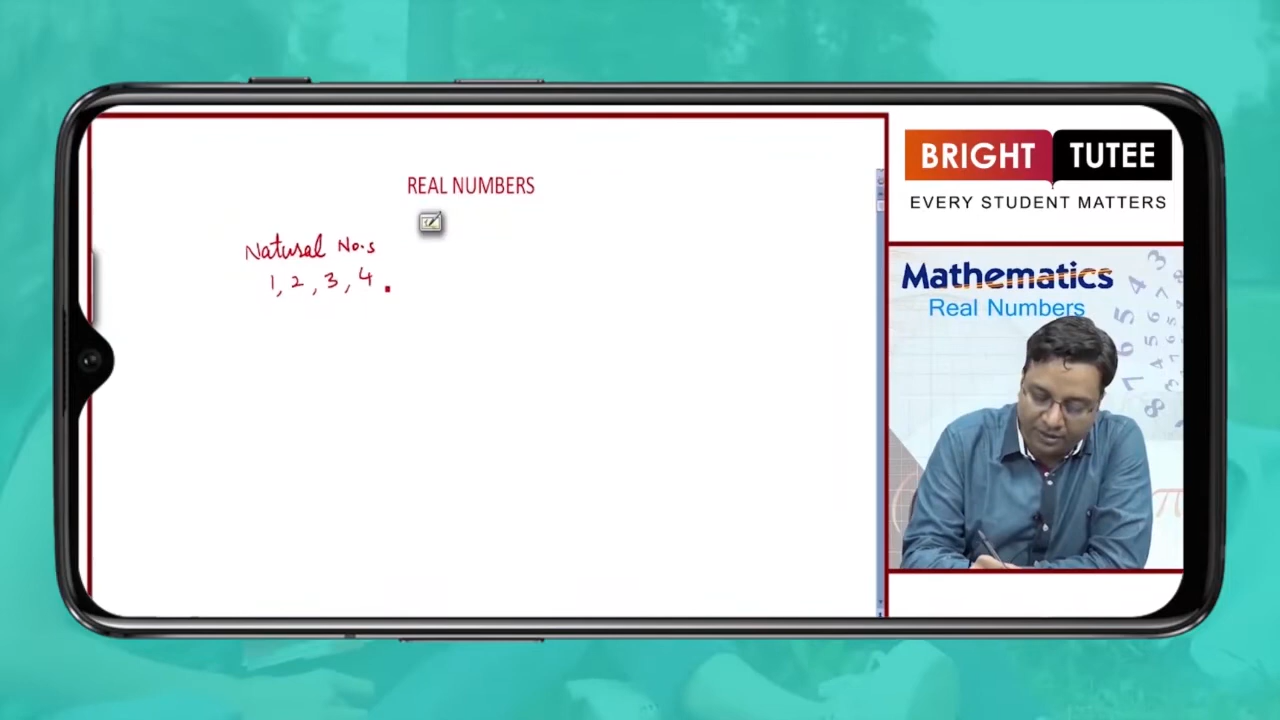 REAL NUMBERS
Natural No.s
1, 2, 3, 4 .
BRIGHT TUTEE
EVERY STUDENT MATTERS
Mathematics
Real Numbers